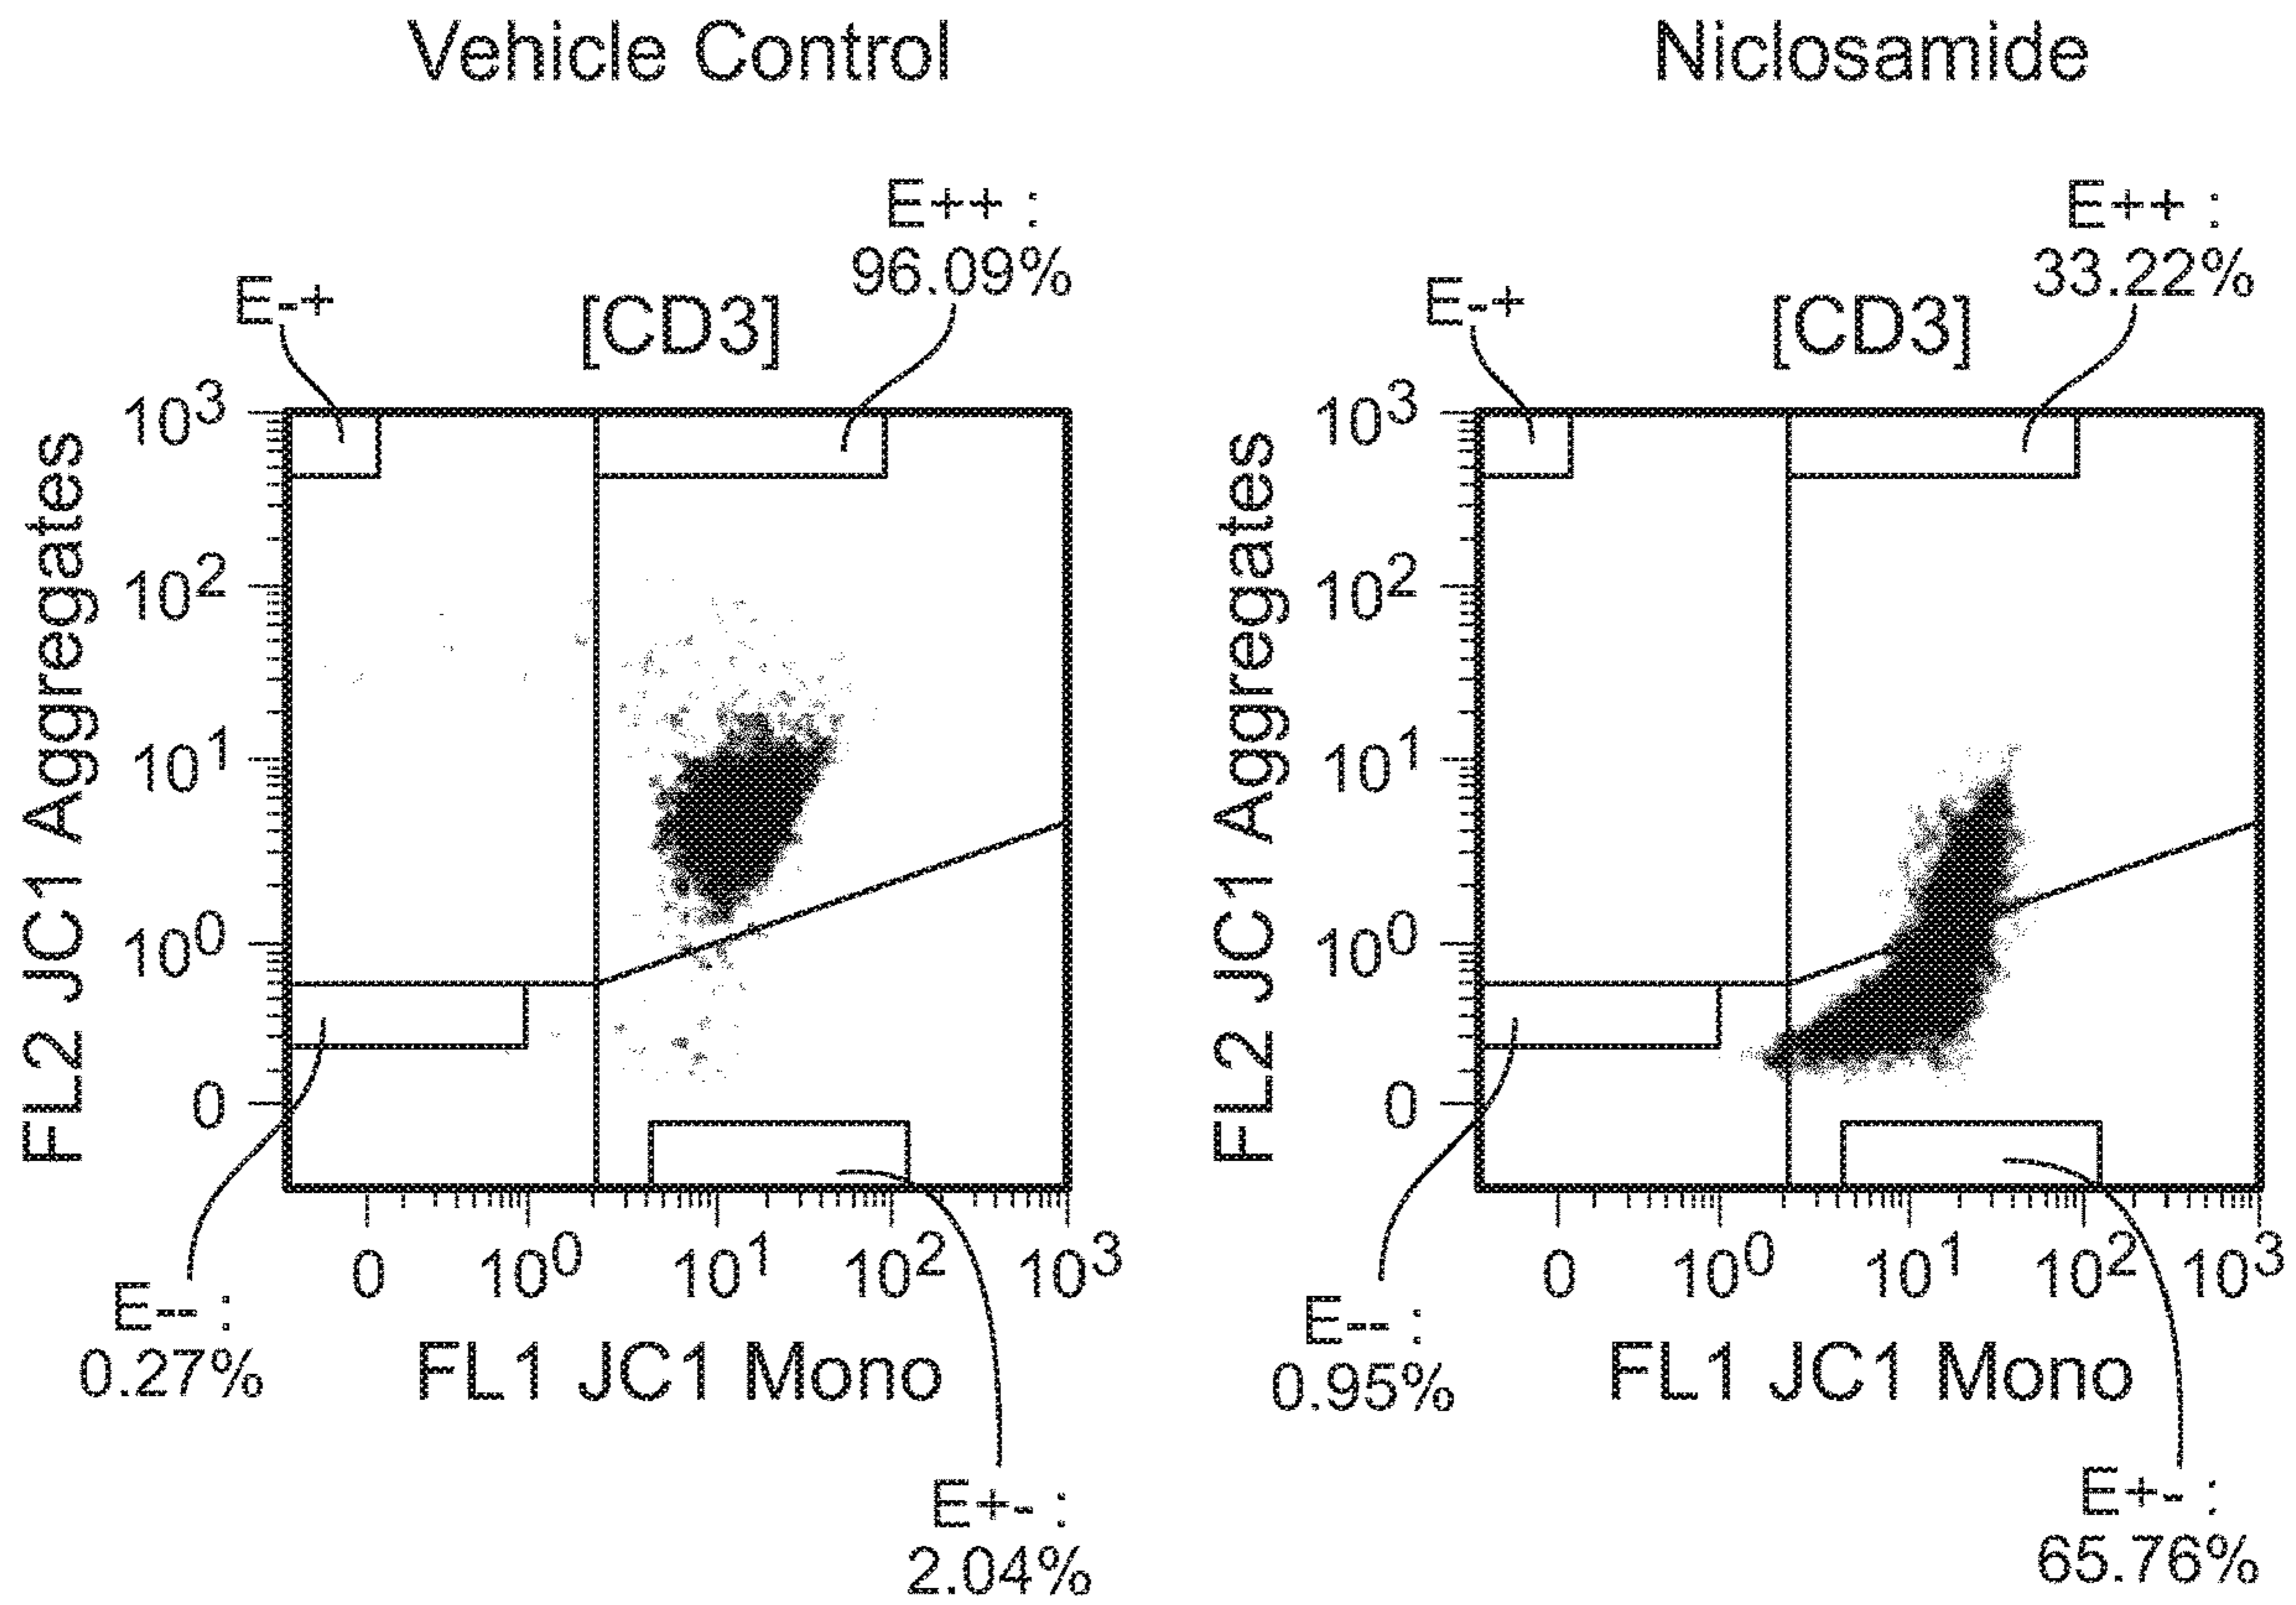 Vehicle Control
E++ :
96.09%
E-+
[CD3]
FL2 JC1 Aggregates
10³
10²
10¹
10⁰
0
0
10⁰
10¹
10²
10³
E-- :
0.27%
FL1 JC1 Mono
E+- :
2.04%
Niclosamide
E++ :
33.22%
E-+
[CD3]
FL2 JC1 Aggregates
10³
10²
10¹
10⁰
0
0
10⁰
10¹
10²
10³
E-- :
0.95%
FL1 JC1 Mono
E+- :
65.76%